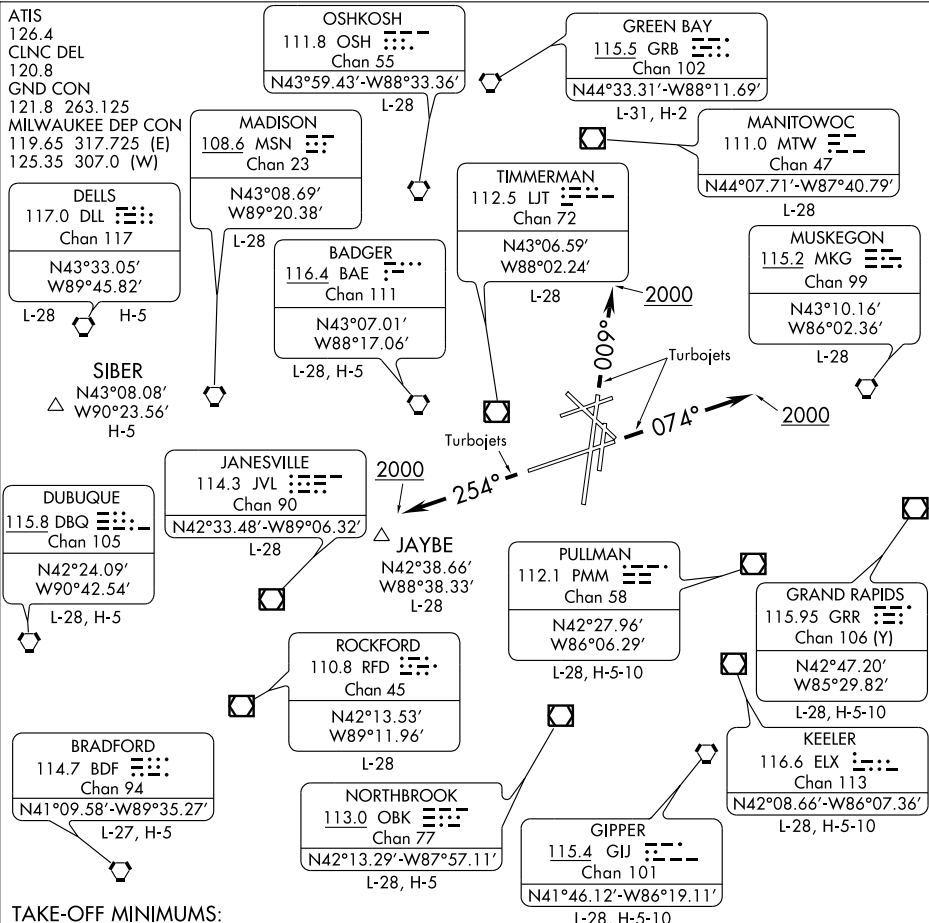 ATIS
126.4
CLNC DEL
120.8
GND CON
121.8 263.125
MILWAUKEE DEP CON
119.65 317.725 (E)
125.35 307.0 (W)
OSHKOSH
111.8 OSH
Chan 55
N43°59.43′-W88°33.36′
L-28
GREEN BAY
115.5 GRB
Chan 102
N44°33.31′-W88°11.69′
L-31, H-2
MADISON
108.6 MSN
Chan 23
N43°08.69′
W89°20.38′
L-28
MANITOWOC
111.0 MTW
Chan 47
N44°07.71′-W87°40.79′
L-28
DELLS
117.0 DLL
Chan 117
N43°33.05′
W89°45.82′
L-28 H-5
TIMMERMAN
112.5 LJT
Chan 72
N43°06.59′
W88°02.24′
L-28
BADGER
116.4 BAE
Chan 111
N43°07.01′
W88°17.06′
L-28, H-5
MUSKEGON
115.2 MKG
Chan 99
N43°10.16′
W86°02.36′
L-28
2000
009°
Turbojets
SIBER
N43°08.08′
W90°23.56′
H-5
074°
2000
Turbojets
254°
2000
JANESVILLE
114.3 JVL
Chan 90
N42°33.48′-W89°06.32′
L-28
DUBUQUE
115.8 DBQ
Chan 105
N42°24.09′
W90°42.54′
L-28, H-5
JAYBE
N42°38.66′
W88°38.33′
L-28
PULLMAN
112.1 PMM
Chan 58
N42°27.96′
W86°06.29′
L-28, H-5-10
GRAND RAPIDS
115.95 GRR
Chan 106 (Y)
N42°47.20′
W85°29.82′
L-28, H-5-10
ROCKFORD
110.8 RFD
Chan 45
N42°13.53′
W89°11.96′
L-28
BRADFORD
114.7 BDF
Chan 94
N41°09.58′-W89°35.27′
L-27, H-5
KEELER
116.6 ELX
Chan 113
N42°08.66′-W86°07.36′
L-28, H-5-10
NORTHBROOK
113.0 OBK
Chan 77
N42°13.29′-W87°57.11′
L-28, H-5
GIPPER
115.4 GIJ
Chan 101
N41°46.12′-W86°19.11′
L-28, H-5-10
TAKE-OFF MINIMUMS: